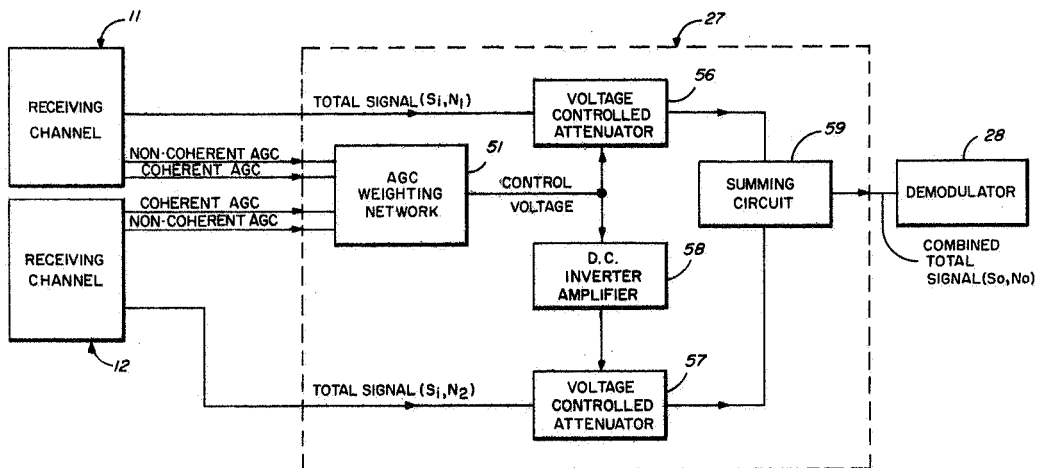 11
27
RECEIVING
CHANNEL
TOTAL SIGNAL (Si, N1)
VOLTAGE
CONTROLLED
ATTENUATOR
56
NON-COHERENT AGC
COHERENT AGC
51
AGC
WEIGHTING
NETWORK
CONTROL
VOLTAGE
59
SUMMING
CIRCUIT
28
DEMODULATOR
COHERENT AGC
NON-COHERENT AGC
RECEIVING
CHANNEL
12
D.C.
INVERTER
AMPLIFIER
58
COMBINED
TOTAL
SIGNAL (So, No)
TOTAL SIGNAL (Si, N2)
VOLTAGE
CONTROLLED
ATTENUATOR
57